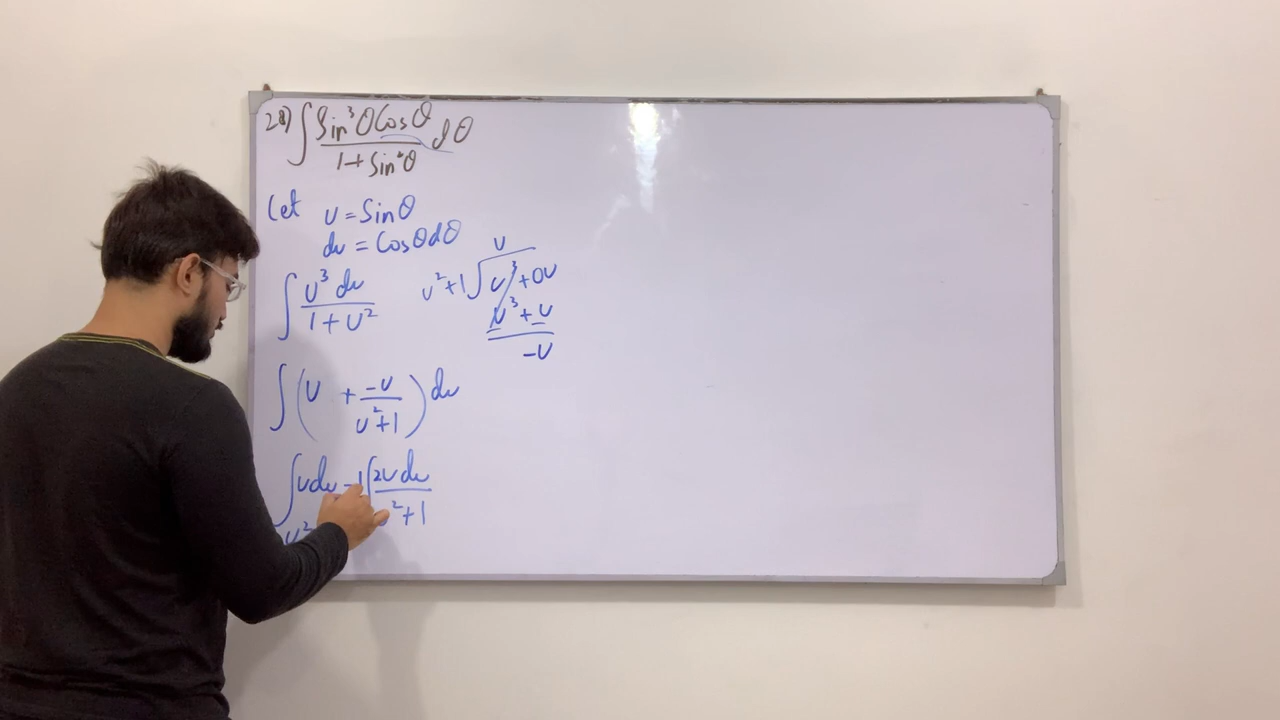 28) ∫ Sin³θ Cosθ / 1 + Sin²θ dθ
Let u = Sinθ
du = Cosθ dθ
∫ u³ du / 1 + u²
u
u² + 1 √ u³ + 0u
u³ + u
-u
∫ ( u + -u / u² + 1 ) du
∫ u du - 1 ∫ 2u du / u² + 1
u²